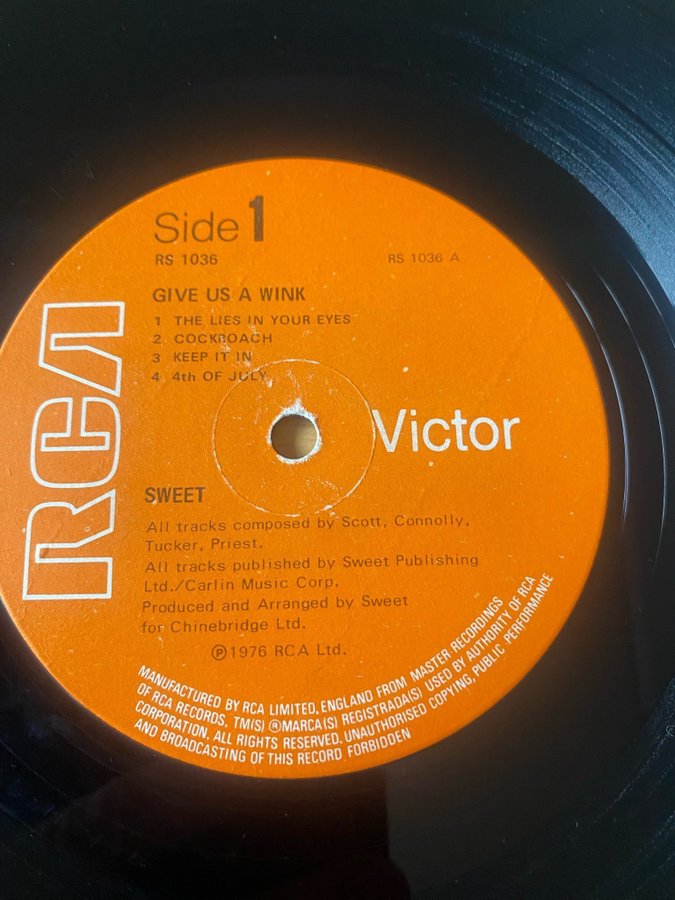 Side 1
RS 1036
RS 1036 A
GIVE US A WINK
1 THE LIES IN YOUR EYES
2 COCKROACH
3 KEEP IT IN
4 4th OF JULY
RCA
Victor
SWEET
All tracks composed by Scott, Connolly,
Tucker, Priest.
All tracks published by Sweet Publishing
Ltd./Carlin Music Corp.
Produced and Arranged by Sweet
for Chinebridge Ltd.
℗1976 RCA Ltd.
MANUFACTURED BY RCA LIMITED, ENGLAND FROM MASTER RECORDINGS
OF RCA RECORDS. TM(S) ®MARCA(S) REGISTRADA(S) USED BY AUTHORITY OF RCA
CORPORATION. ALL RIGHTS RESERVED. UNAUTHORISED COPYING, PUBLIC PERFORMANCE
AND BROADCASTING OF THIS RECORD FORBIDDEN